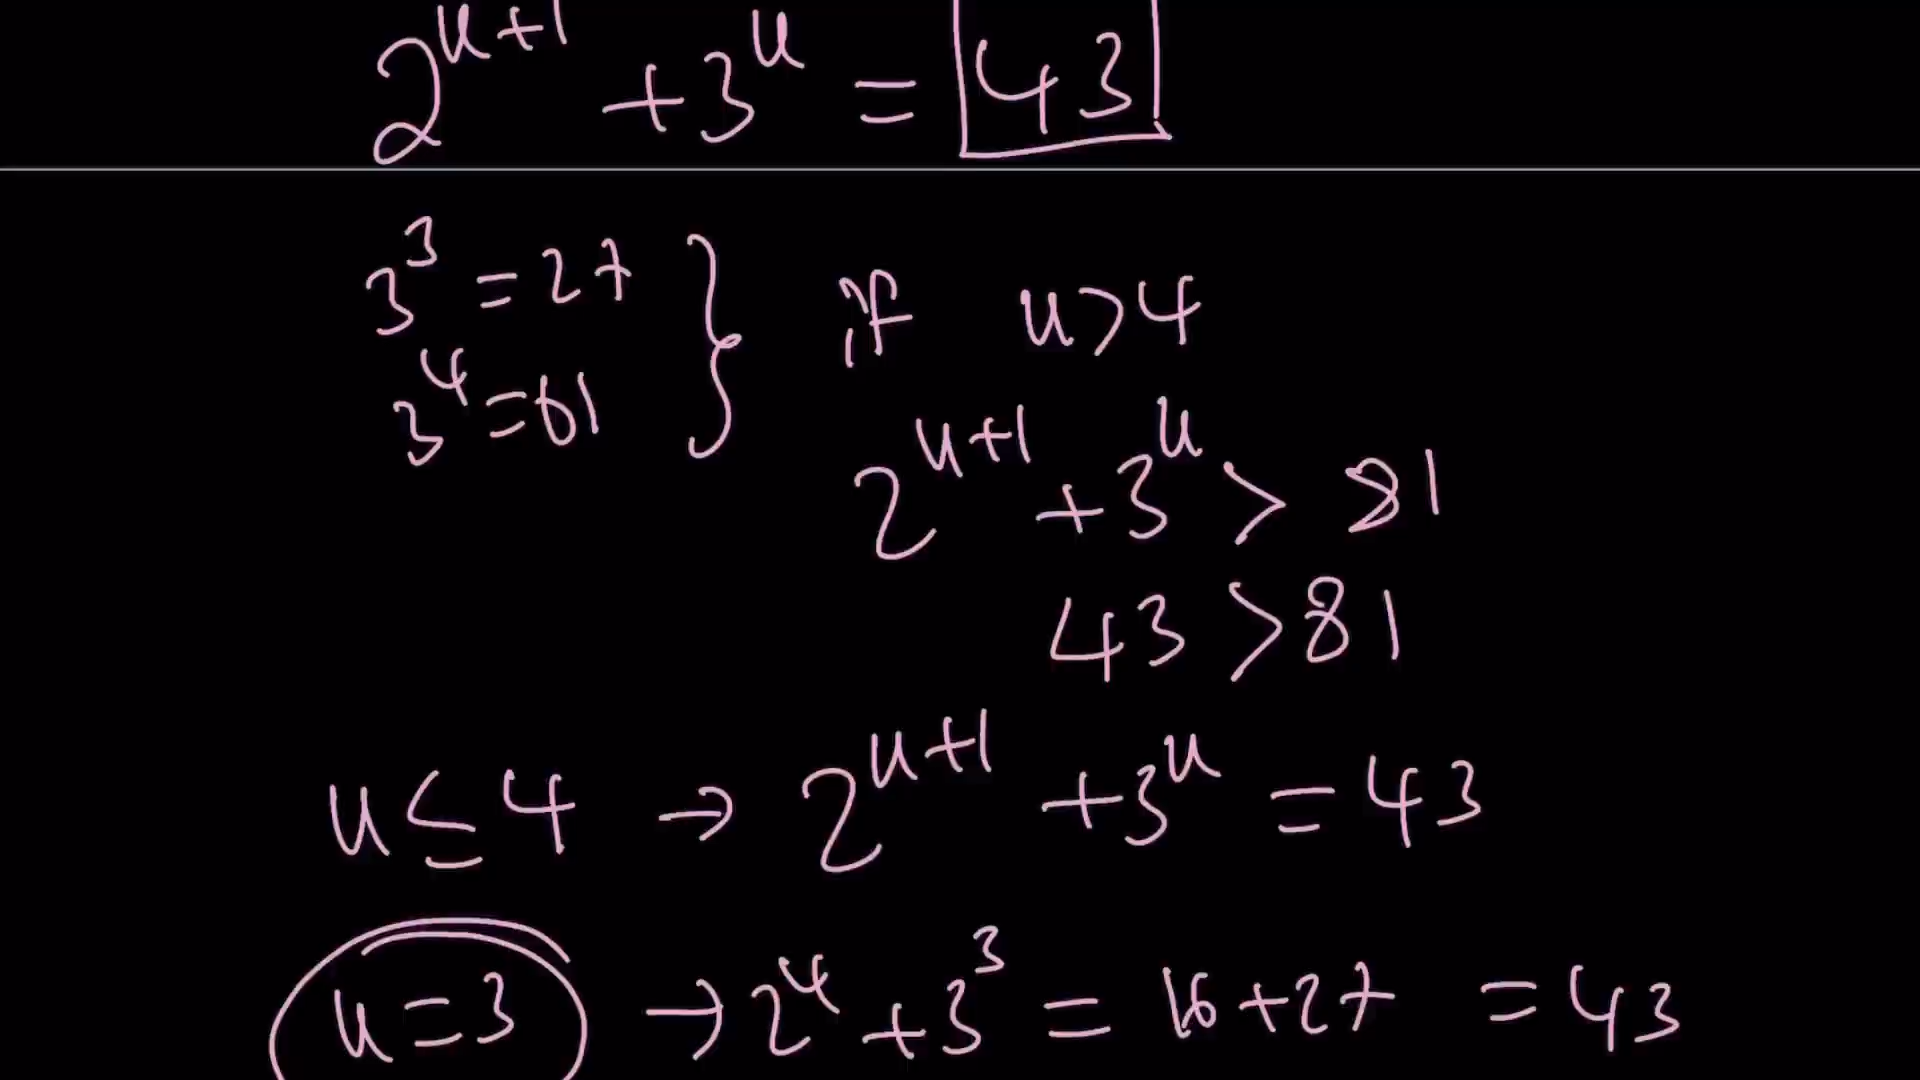 2^{u+1} + 3^u = 43
3^3 = 27
if u > 4
3^4 = 81
2^{u+1} + 3^u > 81
43 > 81
u ≤ 4 → 2^{u+1} + 3^u = 43
u = 3 → 2^4 + 3^3 = 16 + 27 = 43